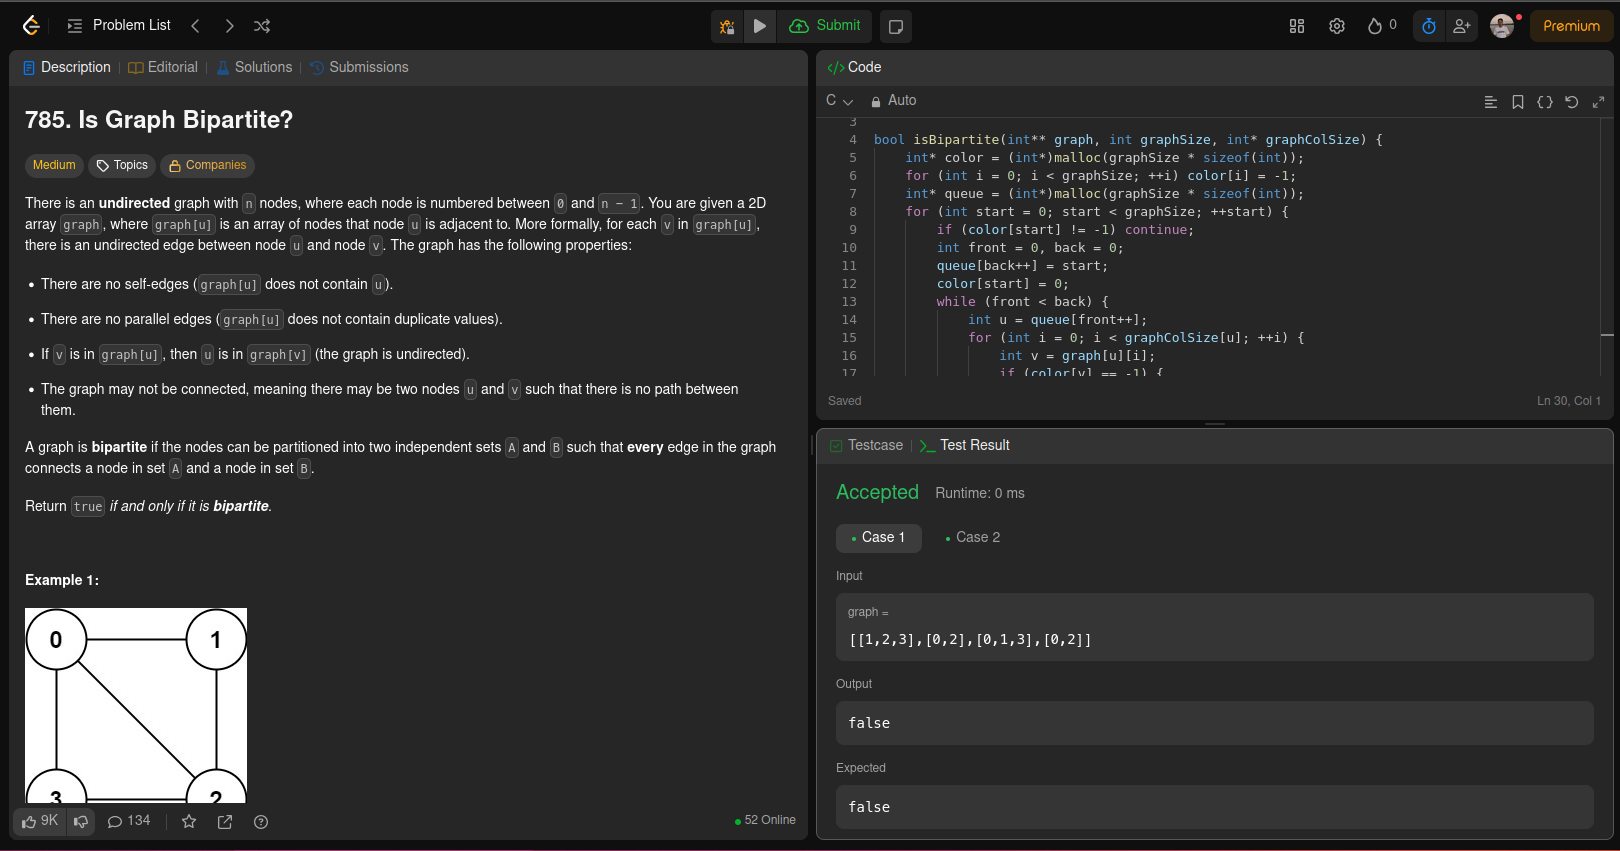 Problem List
Submit
0
Premium
Description
Editorial
Solutions
Submissions
785. Is Graph Bipartite?
Medium
Topics
Companies
There is an undirected graph with n nodes, where each node is numbered between 0 and n - 1. You are given a 2D
array graph, where graph[u] is an array of nodes that node u is adjacent to. More formally, for each v in graph[u],
there is an undirected edge between node u and node v. The graph has the following properties:
• There are no self-edges (graph[u] does not contain u).
• There are no parallel edges (graph[u] does not contain duplicate values).
• If v is in graph[u], then u is in graph[v] (the graph is undirected).
• The graph may not be connected, meaning there may be two nodes u and v such that there is no path between
them.
A graph is bipartite if the nodes can be partitioned into two independent sets A and B such that every edge in the graph
connects a node in set A and a node in set B.
Return true if and only if it is bipartite.
Example 1:
0
1
3
2
9K
134
52 Online
</> Code
C
Auto
3
4 bool isBipartite(int** graph, int graphSize, int* graphColSize) {
5 int* color = (int*)malloc(graphSize * sizeof(int));
6 for (int i = 0; i < graphSize; ++i) color[i] = -1;
7 int* queue = (int*)malloc(graphSize * sizeof(int));
8 for (int start = 0; start < graphSize; ++start) {
9 if (color[start] != -1) continue;
10 int front = 0, back = 0;
11 queue[back++] = start;
12 color[start] = 0;
13 while (front < back) {
14 int u = queue[front++];
15 for (int i = 0; i < graphColSize[u]; ++i) {
16 int v = graph[u][i];
17 if (color[v] == -1) {
Saved
Ln 30, Col 1
Testcase
Test Result
Accepted
Runtime: 0 ms
• Case 1
• Case 2
Input
graph =
[[1,2,3],[0,2],[0,1,3],[0,2]]
Output
false
Expected
false